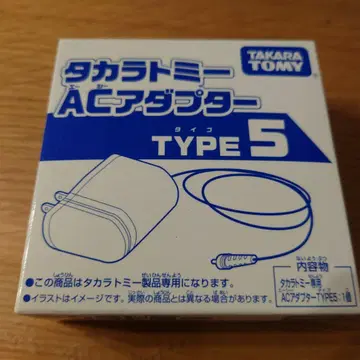 TAKARA
TOMY
タカラトミー
ACアダプター
エーシー
タイプ
TYPE 5
●この商品はタカラトミー製品専用になります。
●イラストはイメージです。実際の商品とは異なる場合があります。
内容物
タカラトミー専用
ACアダプターTYPE5:1個